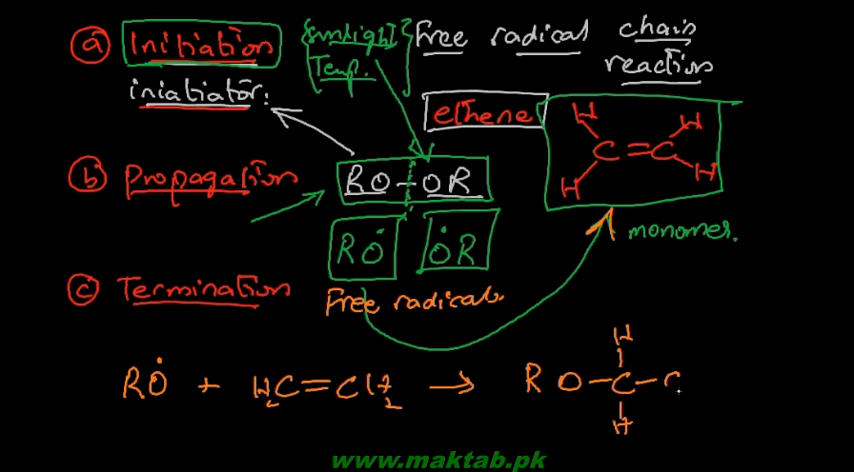 a Initiation {Sunlight Temp.} Free radical chain reaction
iniatiator.
ethene
H H
C=C
H H
b Propagation RO-OR
monomer.
RȮ ȮR
c Termination
Free radicals.
H
RȮ + H2C=CH2 → RO-C-C
H
www.maktab.pk